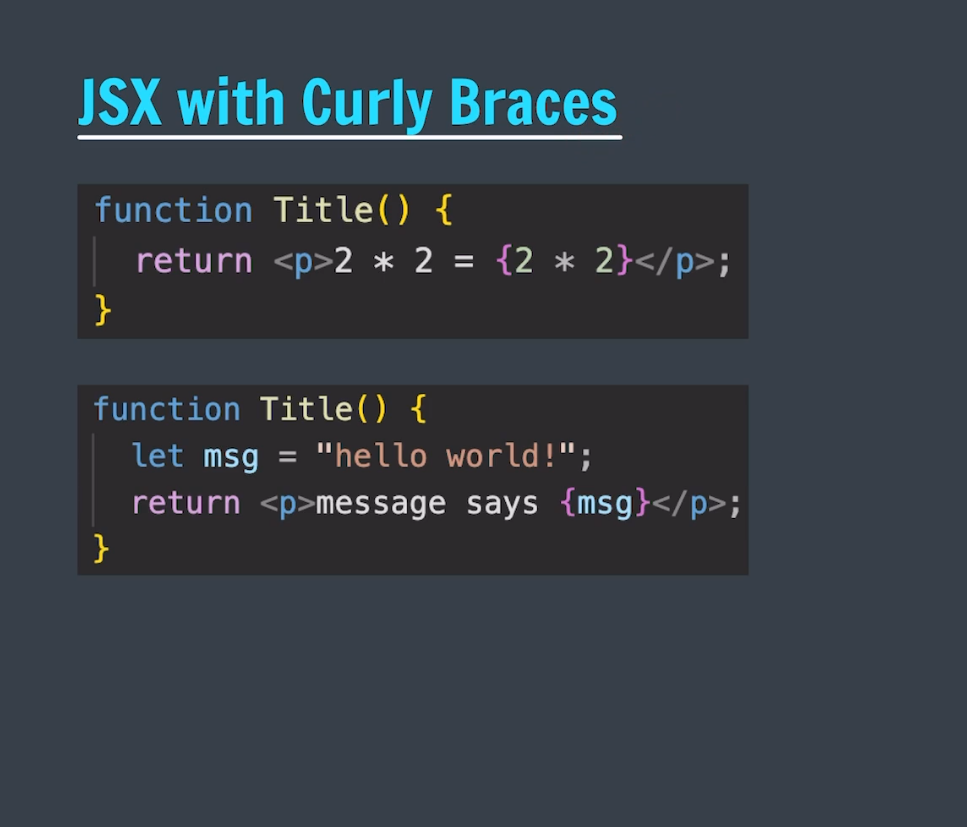 JSX with Curly Braces
function Title() {
  return <p>2 * 2 = {2 * 2}</p>;
}
function Title() {
  let msg = "hello world!";
  return <p>message says {msg}</p>;
}